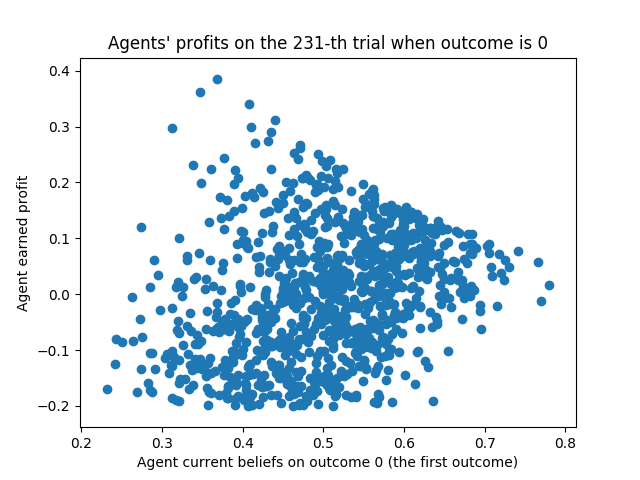 Agents' profits on the 231-th trial when outcome is 0
Agent earned profit
0.4
0.3
0.2
0.1
0.0
−0.1
−0.2
0.2 0.3 0.4 0.5 0.6 0.7 0.8
Agent current beliefs on outcome 0 (the first outcome)